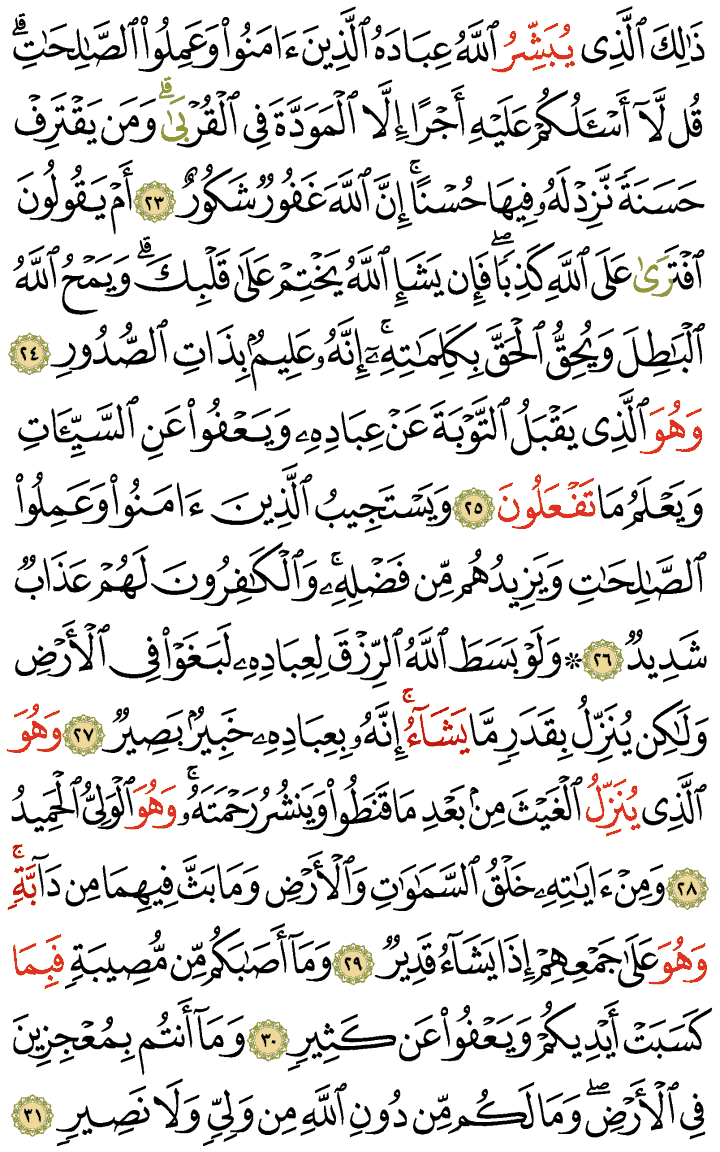 ذَٰلِكَ ٱلَّذِى يُبَشِّرُ ٱللَّهُ عِبَادَهُ ٱلَّذِينَ ءَامَنُوا۟ وَعَمِلُوا۟ ٱلصَّٰلِحَٰتِۗ
قُل لَّآ أَسْـَٔلُكُمْ عَلَيْهِ أَجْرًا إِلَّا ٱلْمَوَدَّةَ فِى ٱلْقُرْبَىٰۗ وَمَن يَقْتَرِفْ
حَسَنَةً نَّزِدْ لَهُۥ فِيهَا حُسْنًاۚ إِنَّ ٱللَّهَ غَفُورٌ شَكُورٌ ٢٣ أَمْ يَقُولُونَ
ٱفْتَرَىٰ عَلَى ٱللَّهِ كَذِبًاۖ فَإِن يَشَإِ ٱللَّهُ يَخْتِمْ عَلَىٰ قَلْبِكَۗ وَيَمْحُ ٱللَّهُ
ٱلْبَٰطِلَ وَيُحِقُّ ٱلْحَقَّ بِكَلِمَٰتِهِۦٓۚ إِنَّهُۥ عَلِيمٌۢ بِذَاتِ ٱلصُّدُورِ ٢٤
وَهُوَ ٱلَّذِى يَقْبَلُ ٱلتَّوْبَةَ عَنْ عِبَادِهِۦ وَيَعْفُوا۟ عَنِ ٱلسَّيِّـَٔاتِ
وَيَعْلَمُ مَا تَفْعَلُونَ ٢٥ وَيَسْتَجِيبُ ٱلَّذِينَ ءَامَنُوا۟ وَعَمِلُوا۟
ٱلصَّٰلِحَٰتِ وَيَزِيدُهُم مِّن فَضْلِهِۦۚ وَٱلْكَٰفِرُونَ لَهُمْ عَذَابٌ
شَدِيدٌ ٢٦ ۞ وَلَوْ بَسَطَ ٱللَّهُ ٱلرِّزْقَ لِعِبَادِهِۦ لَبَغَوْا۟ فِى ٱلْأَرْضِ
وَلَٰكِن يُنَزِّلُ بِقَدَرٍ مَّا يَشَآءُۚ إِنَّهُۥ بِعِبَادِهِۦ خَبِيرٌۢ بَصِيرٌ ٢٧ وَهُوَ
ٱلَّذِى يُنَزِّلُ ٱلْغَيْثَ مِنۢ بَعْدِ مَا قَنَطُوا۟ وَيَنشُرُ رَحْمَتَهُۥۚ وَهُوَ ٱلْوَلِىُّ ٱلْحَمِيدُ
٢٨ وَمِنْ ءَايَٰتِهِۦ خَلْقُ ٱلسَّمَٰوَٰتِ وَٱلْأَرْضِ وَمَا بَثَّ فِيهِمَا مِن دَآبَّةٍۚ
وَهُوَ عَلَىٰ جَمْعِهِمْ إِذَا يَشَآءُ قَدِيرٌ ٢٩ وَمَآ أَصَٰبَكُم مِّن مُّصِيبَةٍ فَبِمَا
كَسَبَتْ أَيْدِيكُمْ وَيَعْفُوا۟ عَن كَثِيرٍ ٣٠ وَمَآ أَنتُم بِمُعْجِزِينَ
فِى ٱلْأَرْضِۖ وَمَا لَكُم مِّن دُونِ ٱللَّهِ مِن وَلِىٍّ وَلَا نَصِيرٍ ٣١